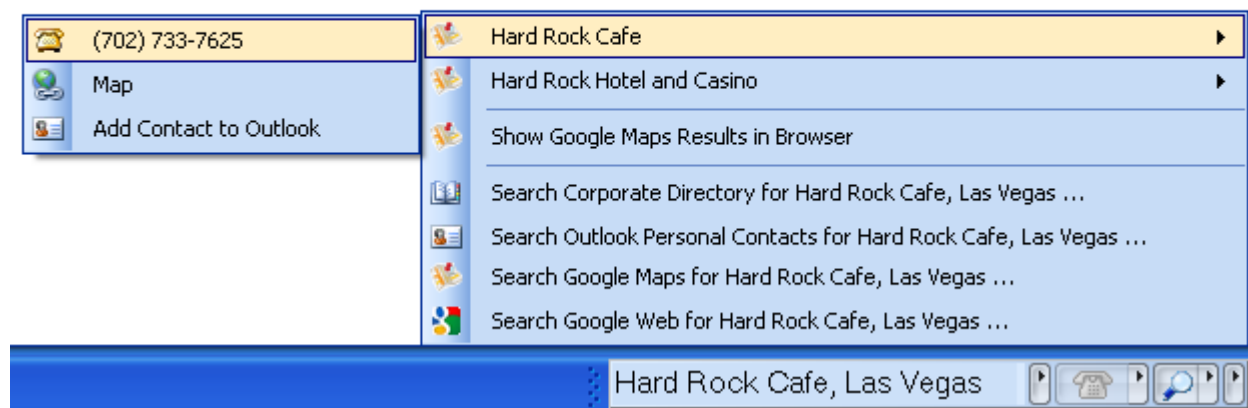 (702) 733-7625
Map
Add Contact to Outlook
Hard Rock Cafe
Hard Rock Hotel and Casino
Show Google Maps Results in Browser
Search Corporate Directory for Hard Rock Cafe, Las Vegas ...
Search Outlook Personal Contacts for Hard Rock Cafe, Las Vegas ...
Search Google Maps for Hard Rock Cafe, Las Vegas ...
Search Google Web for Hard Rock Cafe, Las Vegas ...
Hard Rock Cafe, Las Vegas